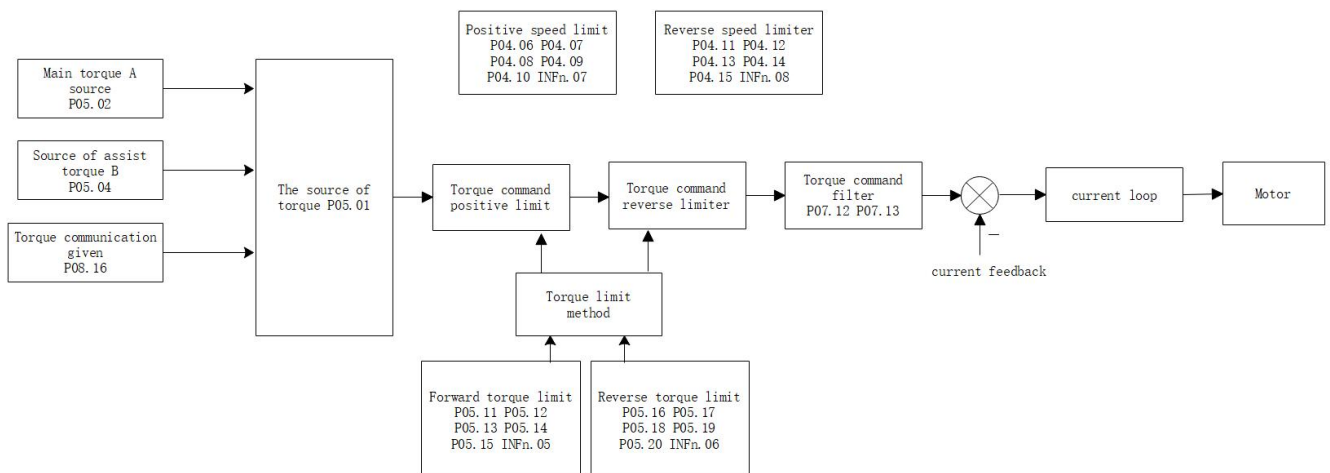 Positive speed limit
P04.06 P04.07
P04.08 P04.09
P04.10 INFn.07
Reverse speed limiter
P04.11 P04.12
P04.13 P04.14
P04.15 INFn.08
Main torque A
source
P05.02
Source of assist
torque B
P05.04
Torque communication
given
P08.16
The source of
torque P05.01
Torque command
positive limit
Torque command
reverse limiter
Torque command
filter
P07.12 P07.13
—
current feedback
current loop
Motor
Torque limit
method
Forward torque limit
P05.11 P05.12
P05.13 P05.14
P05.15 INFn.05
Reverse torque limit
P05.16 P05.17
P05.18 P05.19
P05.20 INFn.06